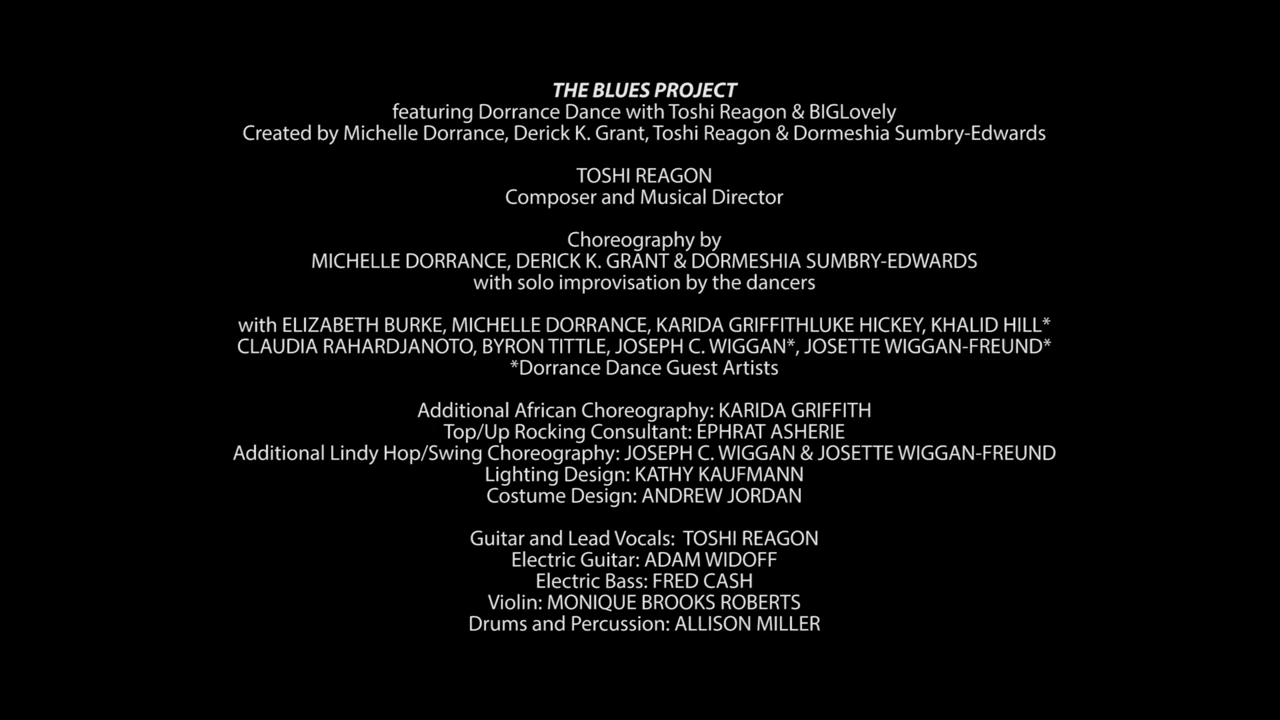 THE BLUES PROJECT
featuring Dorrance Dance with Toshi Reagon & BIGLovely
Created by Michelle Dorrance, Derick K. Grant, Toshi Reagon & Dormeshia Sumbry-Edwards
TOSHI REAGON
Composer and Musical Director
Choreography by
MICHELLE DORRANCE, DERICK K. GRANT & DORMESHIA SUMBRY-EDWARDS
with solo improvisation by the dancers
with ELIZABETH BURKE, MICHELLE DORRANCE, KARIDA GRIFFITHLUKE HICKEY, KHALID HILL*
CLAUDIA RAHARDJANOTO, BYRON TITTLE, JOSEPH C. WIGGAN*, JOSETTE WIGGAN-FREUND*
*Dorrance Dance Guest Artists
Additional African Choreography: KARIDA GRIFFITH
Top/Up Rocking Consultant: EPHRAT ASHERIE
Additional Lindy Hop/Swing Choreography: JOSEPH C. WIGGAN & JOSETTE WIGGAN-FREUND
Lighting Design: KATHY KAUFMANN
Costume Design: ANDREW JORDAN
Guitar and Lead Vocals:  TOSHI REAGON
Electric Guitar: ADAM WIDOFF
Electric Bass: FRED CASH
Violin: MONIQUE BROOKS ROBERTS
Drums and Percussion: ALLISON MILLER